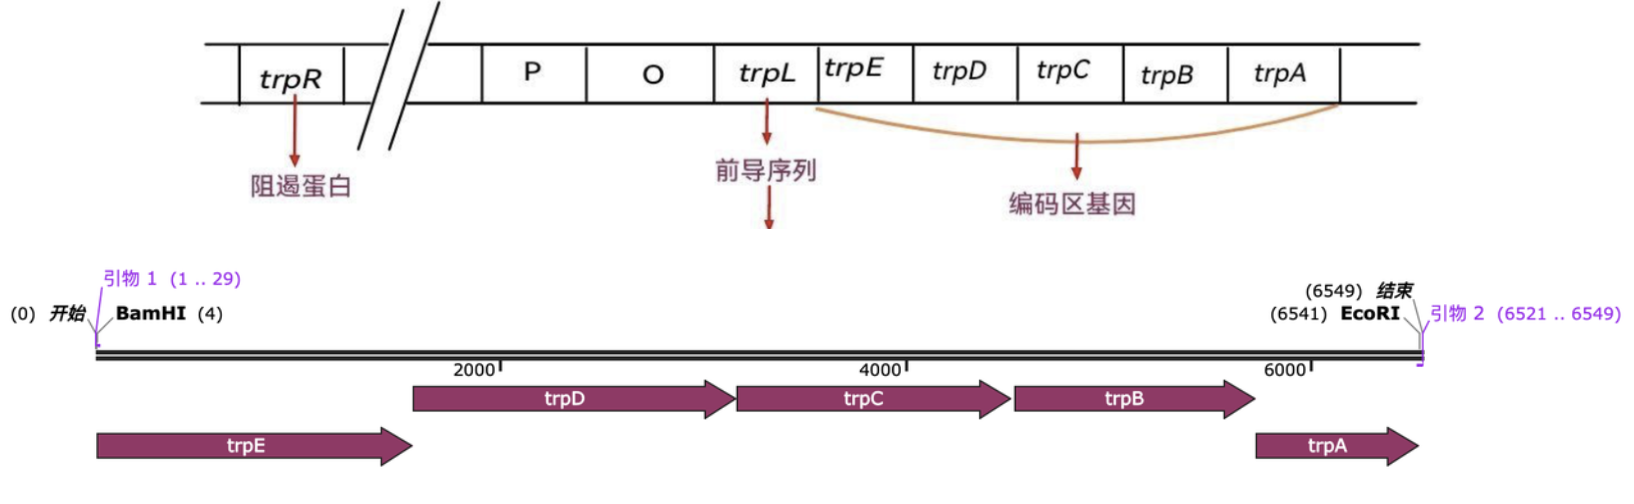 trpR
P
O
trpL
trpE
trpD
trpC
trpB
trpA
阻遏蛋白
前导序列
编码区基因
引物 1 (1 .. 29)
(0) 开始
BamHI (4)
(6549) 结束
(6541) EcoRI
引物 2 (6521 .. 6549)
2000
4000
6000
trpD
trpC
trpB
trpE
trpA